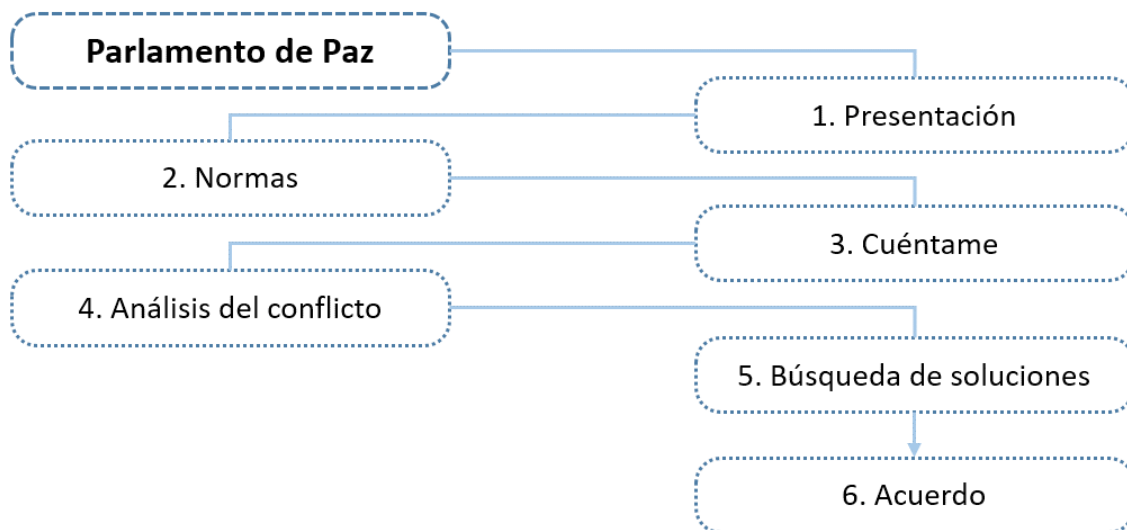 Parlamento de Paz
1. Presentación
2. Normas
3. Cuéntame
4. Análisis del conflicto
5. Búsqueda de soluciones
6. Acuerdo